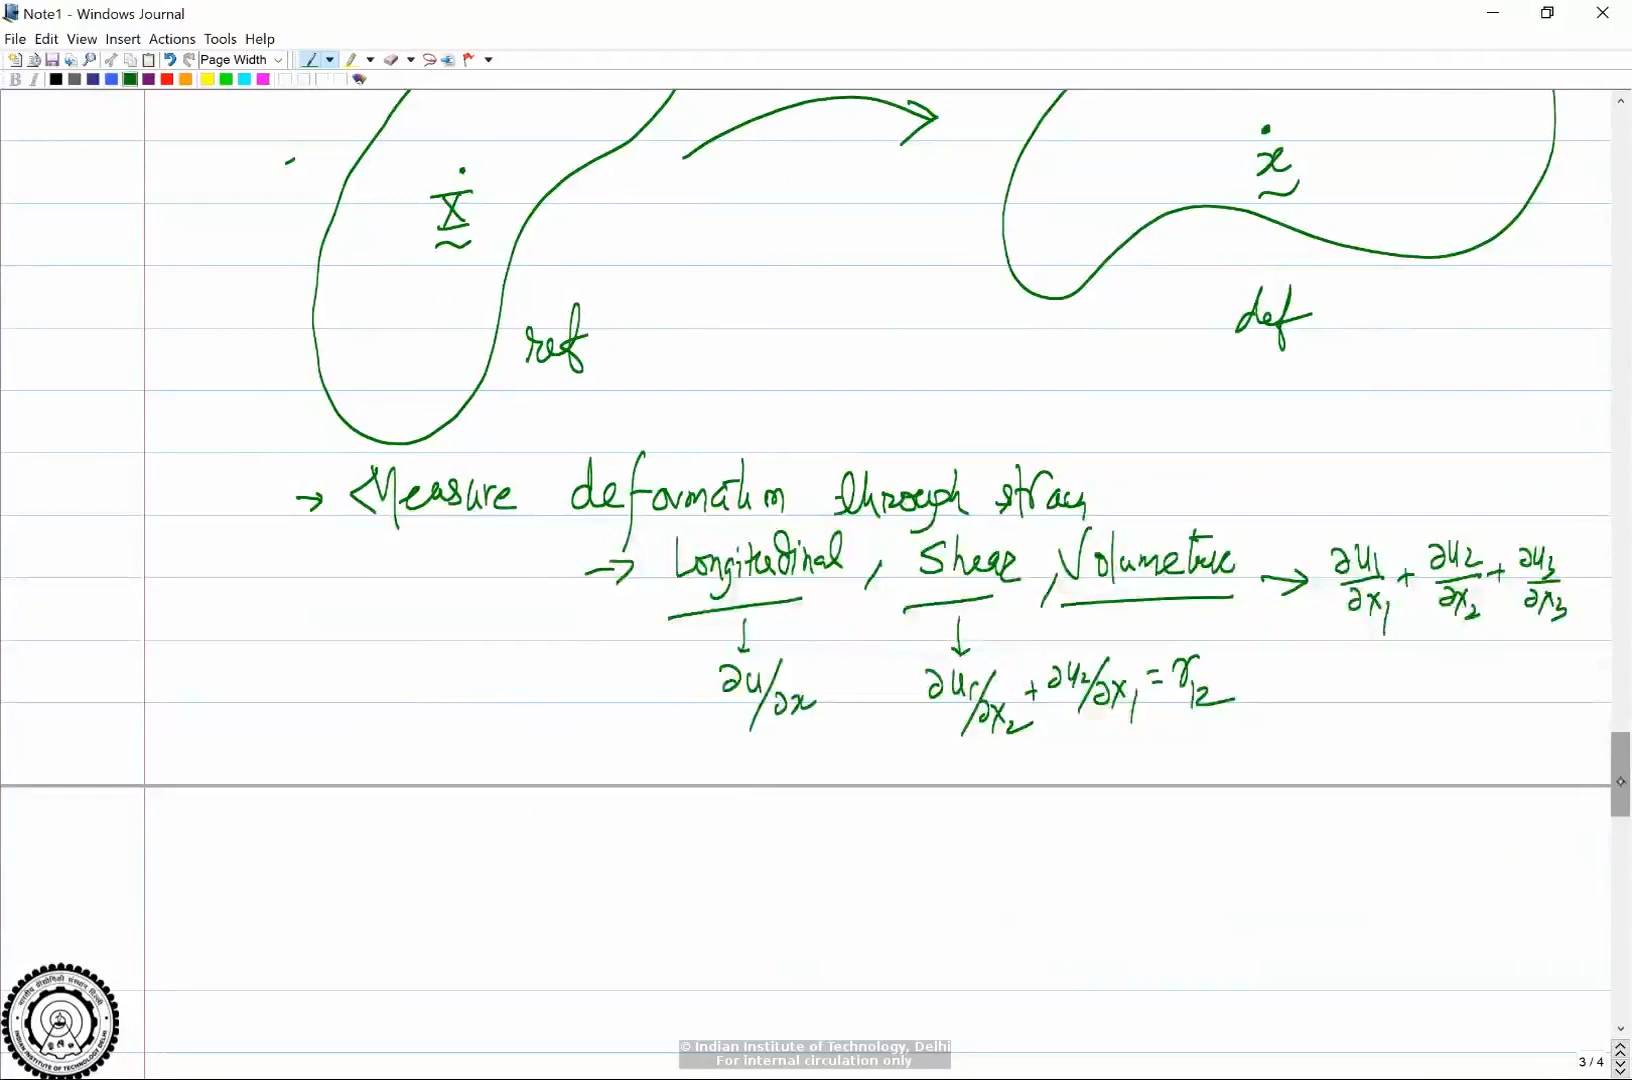 Note1 - Windows Journal
File Edit View Insert Actions Tools Help
Page Width
B I
X
x
ref
def
→ Measure deformation through strain
→ Longitudinal, Shear, Volumetric → ∂u₁/∂X₁ + ∂u₂/∂X₂ + ∂u₃/∂X₃
∂u/∂x ∂u₁/∂X₂ + ∂u₂/∂X₁ = γ₁₂
© Indian Institute of Technology, Delhi
For internal circulation only
3 / 4